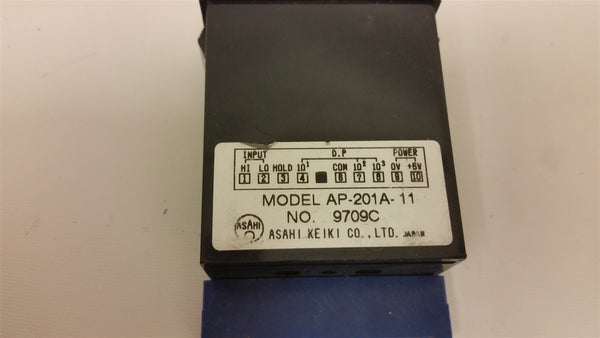 INPUT D.P POWER
HI LO HOLD 10¹ COM 10² 10³ 0V +5V
1 2 3 4 6 7 8 9 10
MODEL AP-201A-11
NO. 9709C
ASAHI ASAHI KEIKI CO., LTD. JAPAN